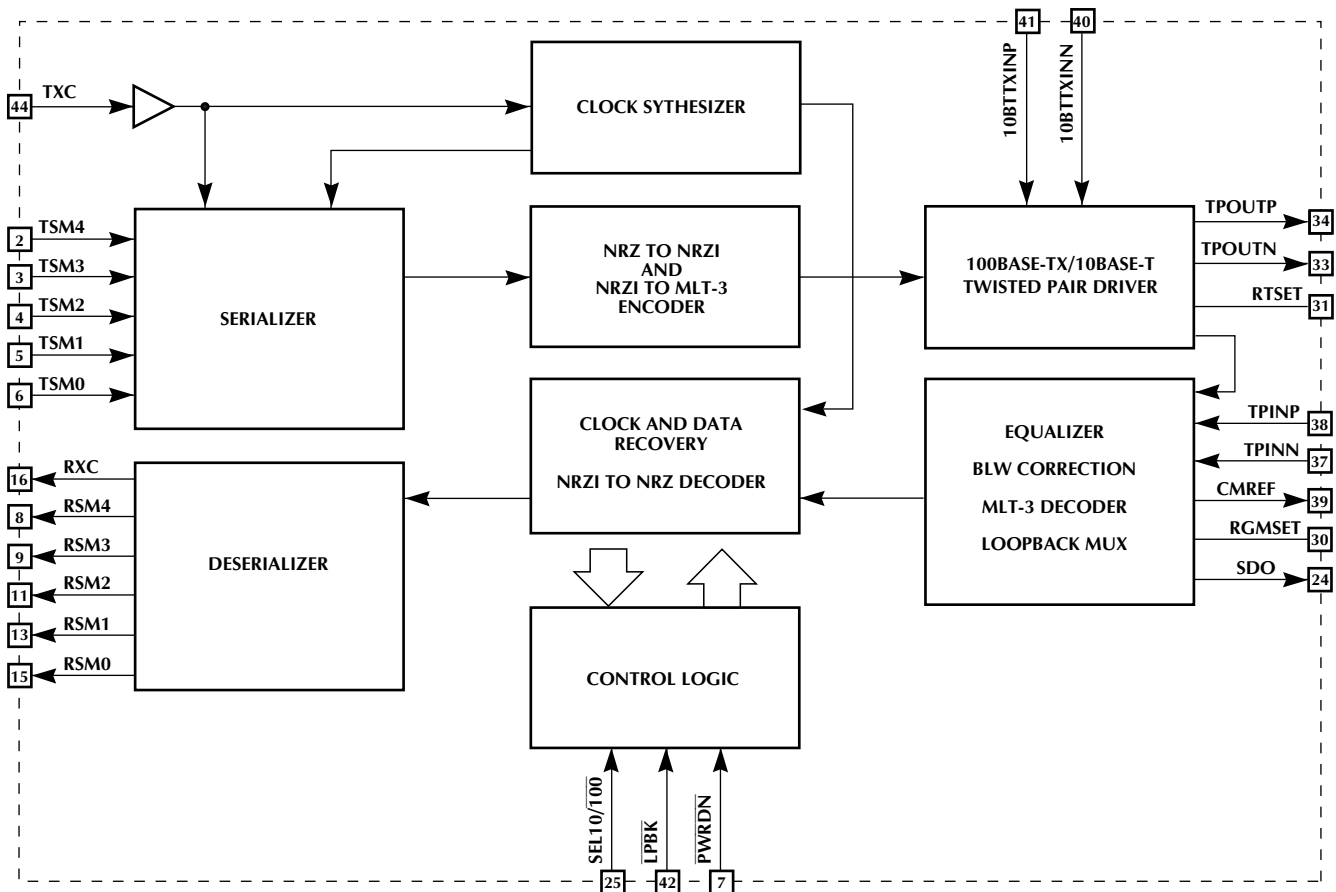 41
40
10BTTXINP
10BTTXINN
44
TXC
CLOCK SYTHESIZER
2
TSM4
3
TSM3
4
TSM2
5
TSM1
6
TSM0
SERIALIZER
NRZ TO NRZI
AND
NRZI TO MLT-3
ENCODER
100BASE-TX/10BASE-T
TWISTED PAIR DRIVER
TPOUTP
34
TPOUTN
33
RTSET
31
CLOCK AND DATA
RECOVERY
NRZI TO NRZ DECODER
EQUALIZER
BLW CORRECTION
MLT-3 DECODER
LOOPBACK MUX
TPINP
38
TPINN
37
CMREF
39
RGMSET
30
SDO
24
16
RXC
8
RSM4
9
RSM3
11
RSM2
13
RSM1
15
RSM0
DESERIALIZER
CONTROL LOGIC
SEL10/1̅0̅0̅
L̅P̅B̅K̅
P̅W̅R̅D̅N̅
25
42
7